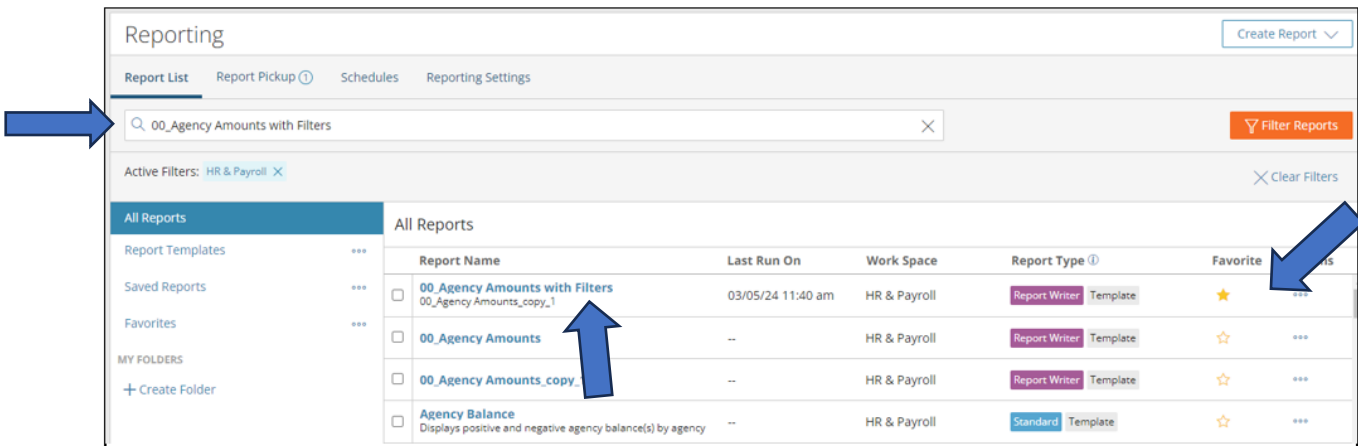 Reporting
Create Report
Report List Report Pickup 1 Schedules Reporting Settings
00_Agency Amounts with Filters
Filter Reports
Active Filters: HR & Payroll
Clear Filters
All Reports
Report Templates
Saved Reports
Favorites
MY FOLDERS
+ Create Folder
All Reports
Report Name Last Run On Work Space Report Type Favorite
00_Agency Amounts with Filters 03/05/24 11:40 am HR & Payroll Report Writer Template
00_Agency Amounts_copy_1
00_Agency Amounts -- HR & Payroll Report Writer Template
00_Agency Amounts_copy_ -- HR & Payroll Report Writer Template
Agency Balance -- HR & Payroll Standard Template
Displays positive and negative agency balance(s) by agency